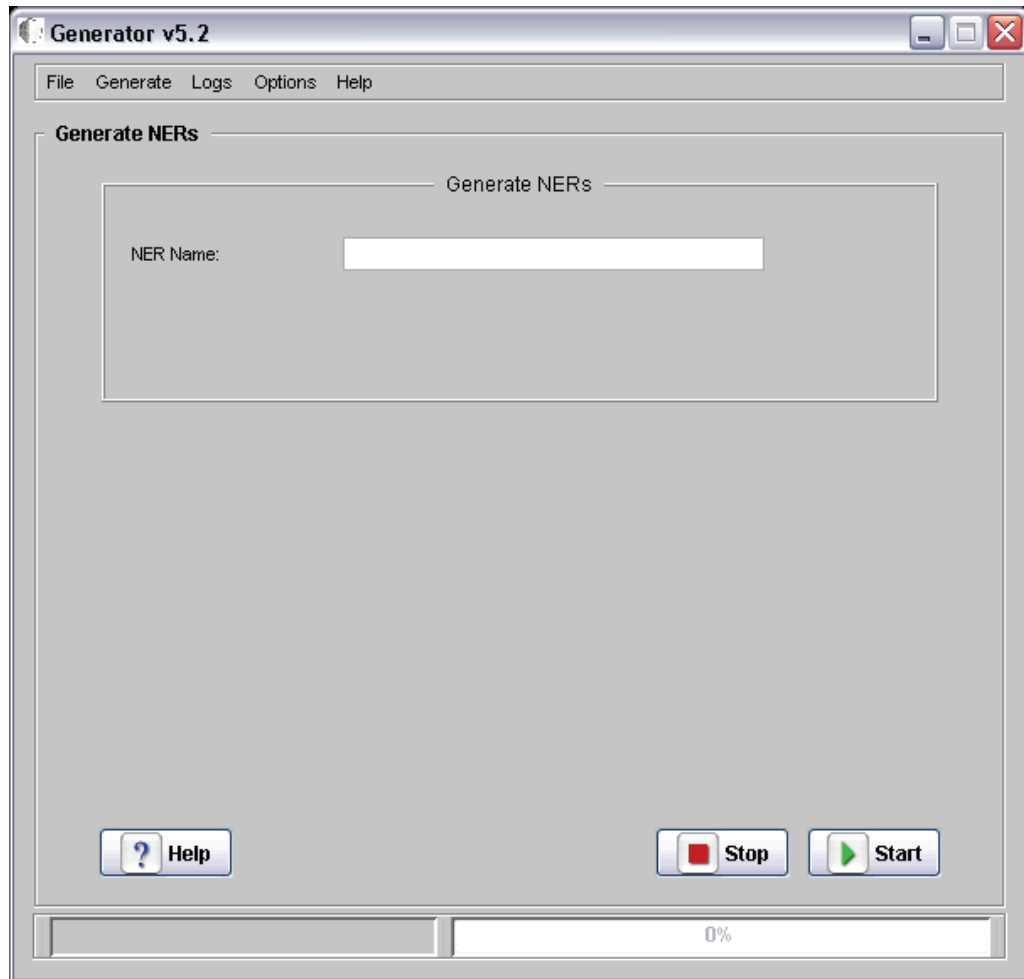 Generator v5.2
File Generate Logs Options Help
Generate NERs
Generate NERs
NER Name:
? Help
Stop
Start
0%